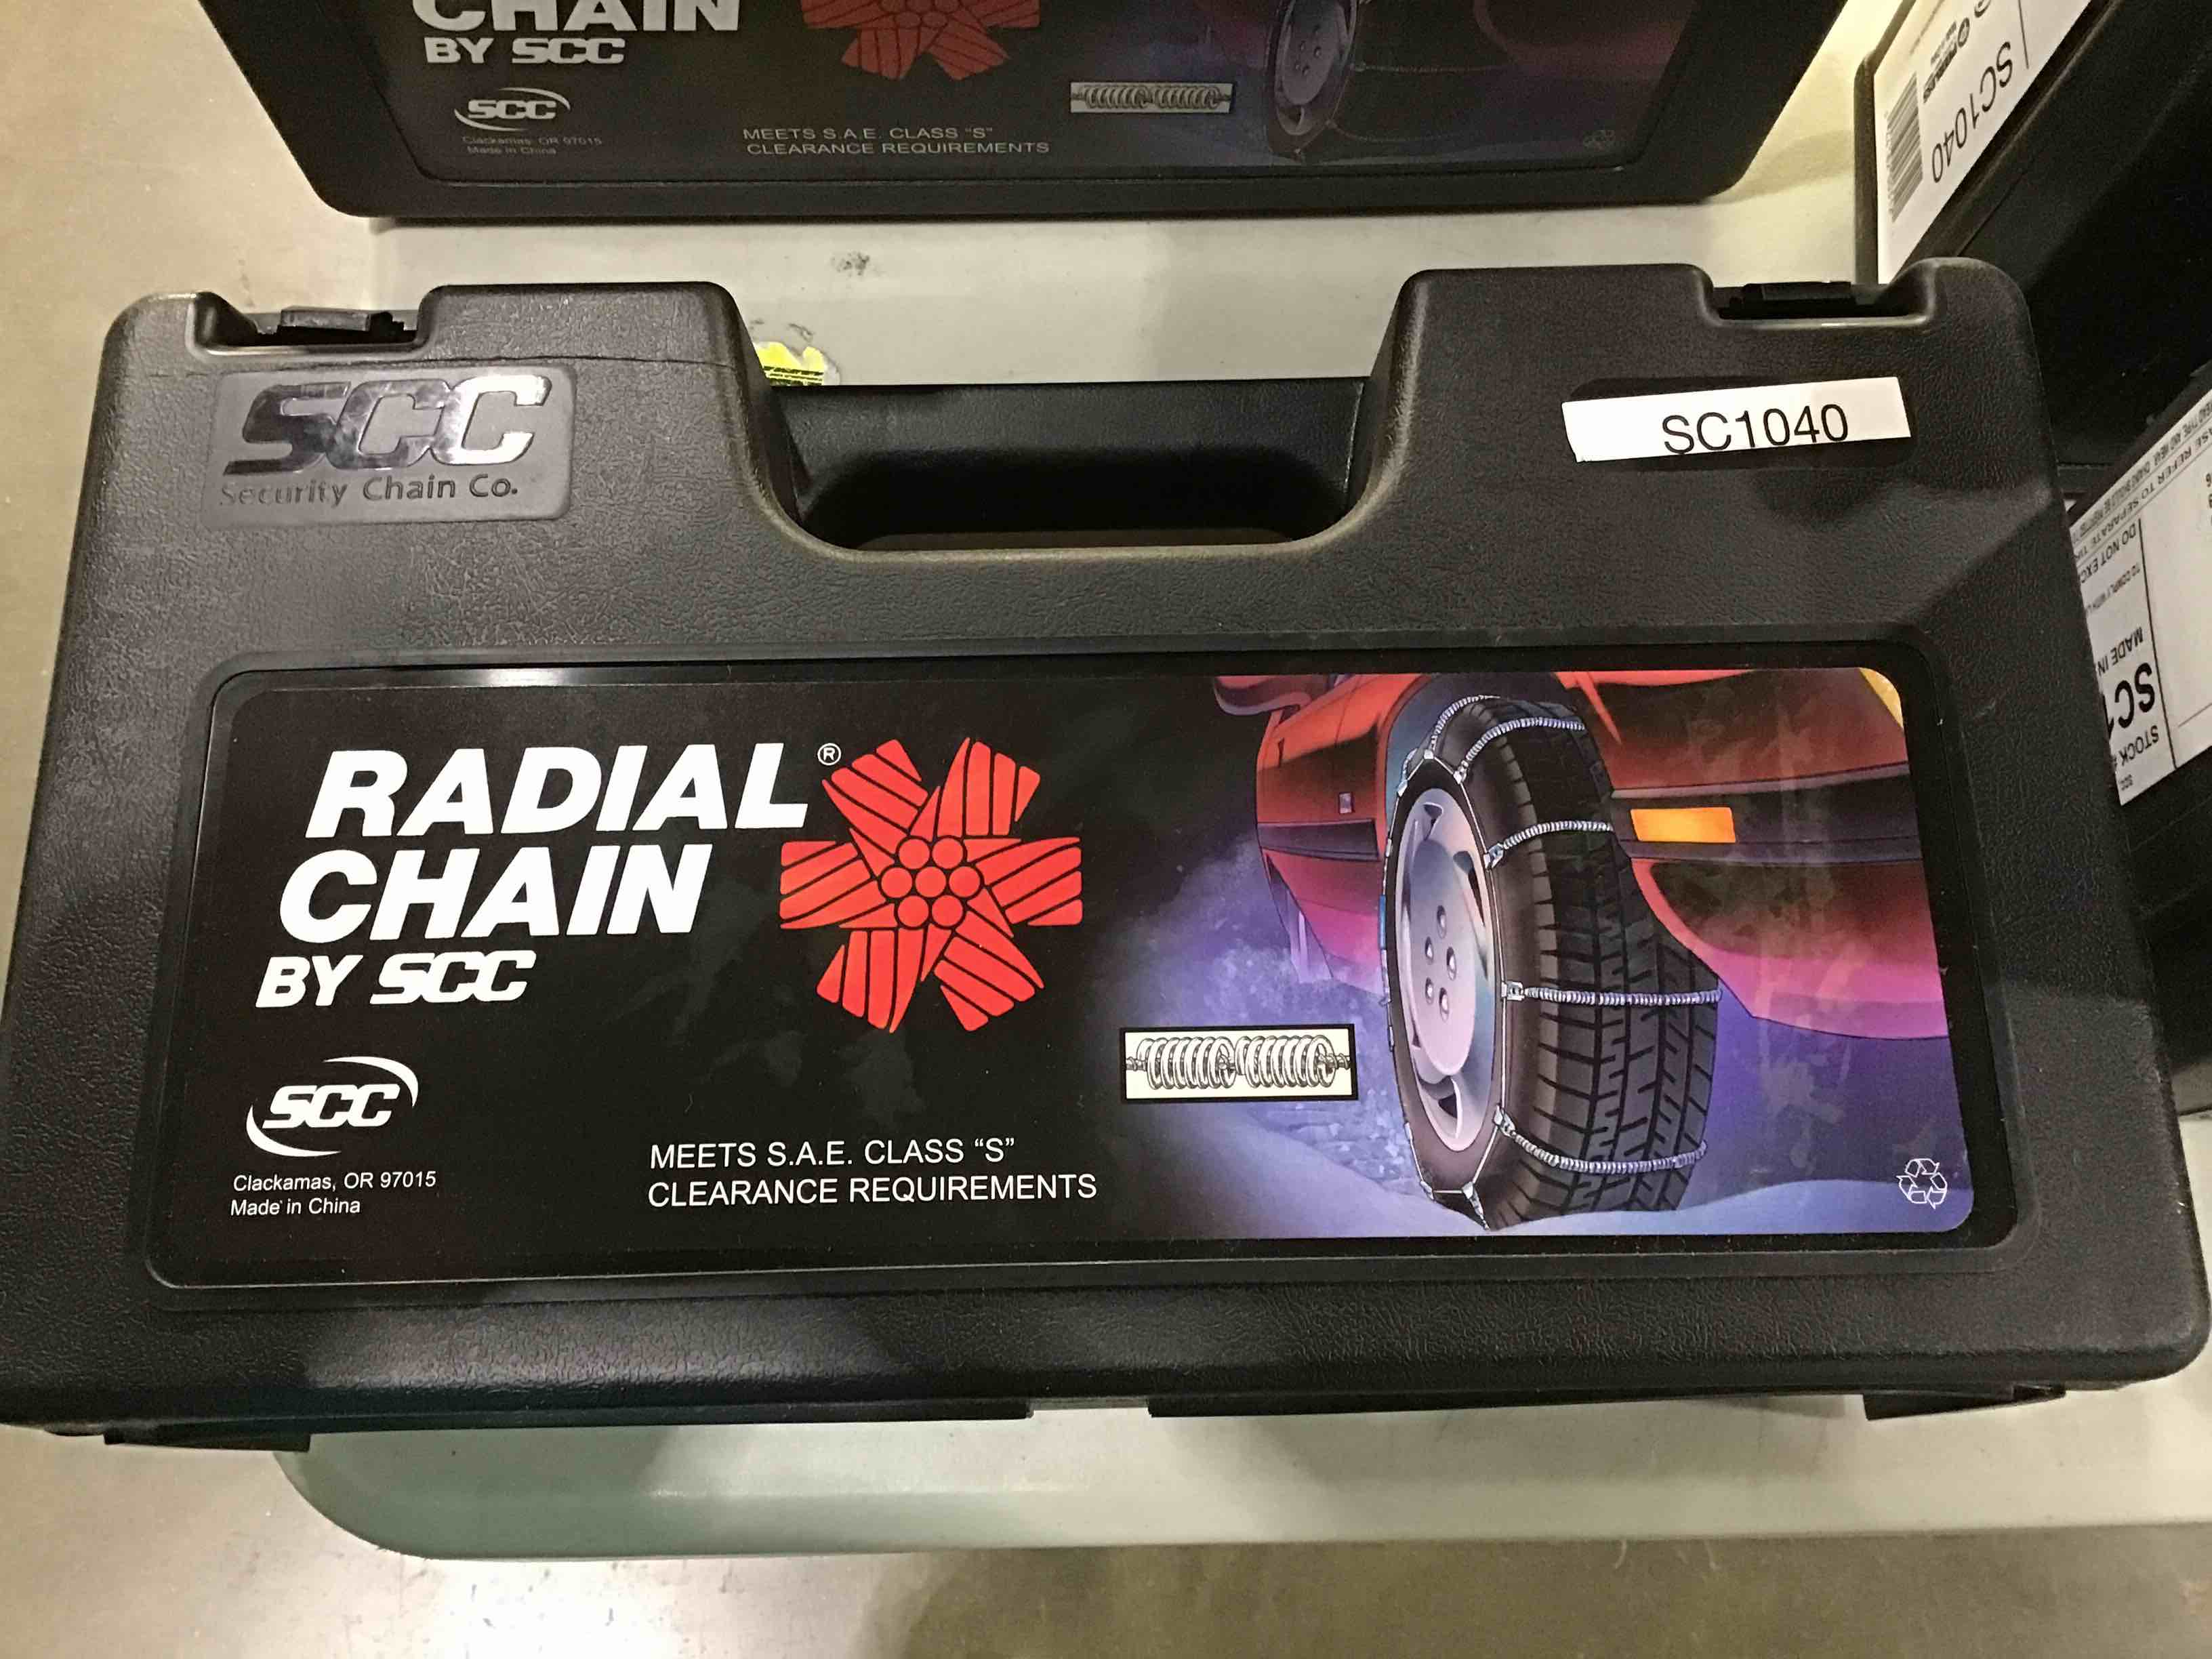 CHAIN
BY SCC
SCC
Clackamas, OR 97015
Made in China
MEETS S.A.E. CLASS "S"
CLEARANCE REQUIREMENTS
SC1040
SCC
Security Chain Co.
SC1040
RADIAL®
CHAIN
BY SCC
SCC
Clackamas, OR 97015
Made in China
MEETS S.A.E. CLASS “S”
CLEARANCE REQUIREMENTS
DO NOT EXC
MADE IN
STOCK #